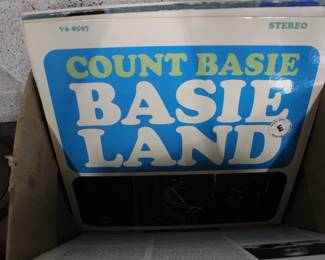 V6-8597
STEREO
COUNT BASIE
BASIE
LAND